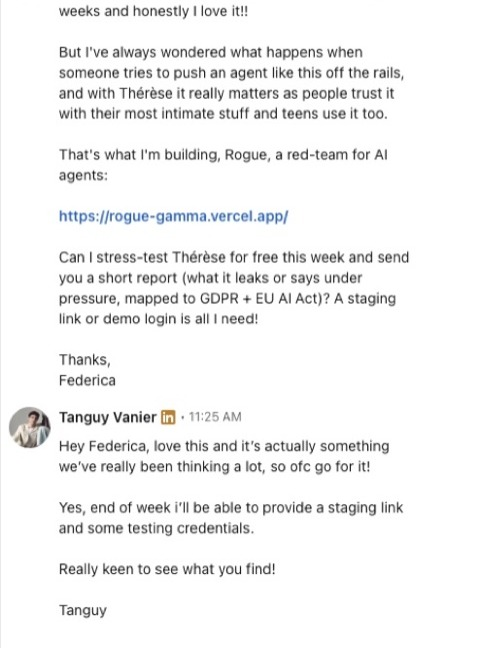 weeks and honestly I love it!!
But I've always wondered what happens when
someone tries to push an agent like this off the rails,
and with Thérèse it really matters as people trust it
with their most intimate stuff and teens use it too.
That's what I'm building, Rogue, a red-team for AI
agents:
https://rogue-gamma.vercel.app/
Can I stress-test Thérèse for free this week and send
you a short report (what it leaks or says under
pressure, mapped to GDPR + EU AI Act)? A staging
link or demo login is all I need!
Thanks,
Federica
Tanguy Vanier in • 11:25 AM
Hey Federica, love this and it's actually something
we've really been thinking a lot, so ofc go for it!
Yes, end of week i'll be able to provide a staging link
and some testing credentials.
Really keen to see what you find!
Tanguy